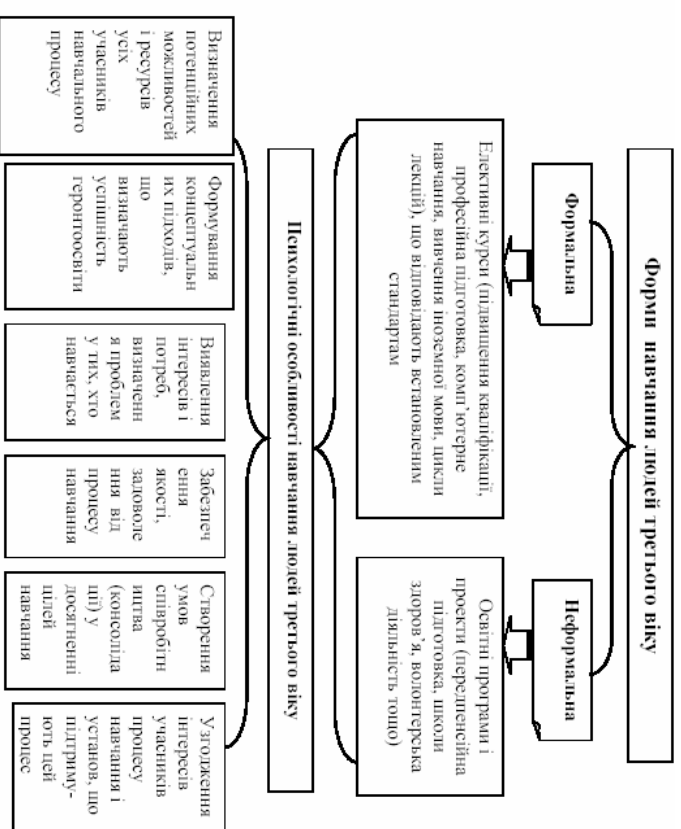 Форми навчання людей третього віку
Формальна
Неформальна
Елективні курси (підвищення кваліфікації,
професійна підготовка, комп`ютерне
навчання, вивчення іноземної мови, цикли
лекцій), що відповідають встановленим
стандартам
Освітні програми і
проекти (передпенсійна
підготовка, школи
здоров`я, волонтерська
діяльність тощо)
Психологічні особливості навчання людей третього віку
Визначення
потенційних
можливостей
і ресурсів
усіх
учасників
навчального
процесу
Формування
концептуальн
их підходів,
що
визначають
успішність
геронтоосвіти
Виявлення
інтересів і
потреб,
визначенн
я проблем
у тих, хто
навчається
Забезпеч
ення
якості,
задоволе
ння від
процесу
навчання
Створення
умов
співробітн
ицтва
(консоліда
ції) у
досягненні
цілей
навчання
Узгодження
інтересів
учасників
процесу
навчання і
установ, що
підтриму-
ють цей
процес